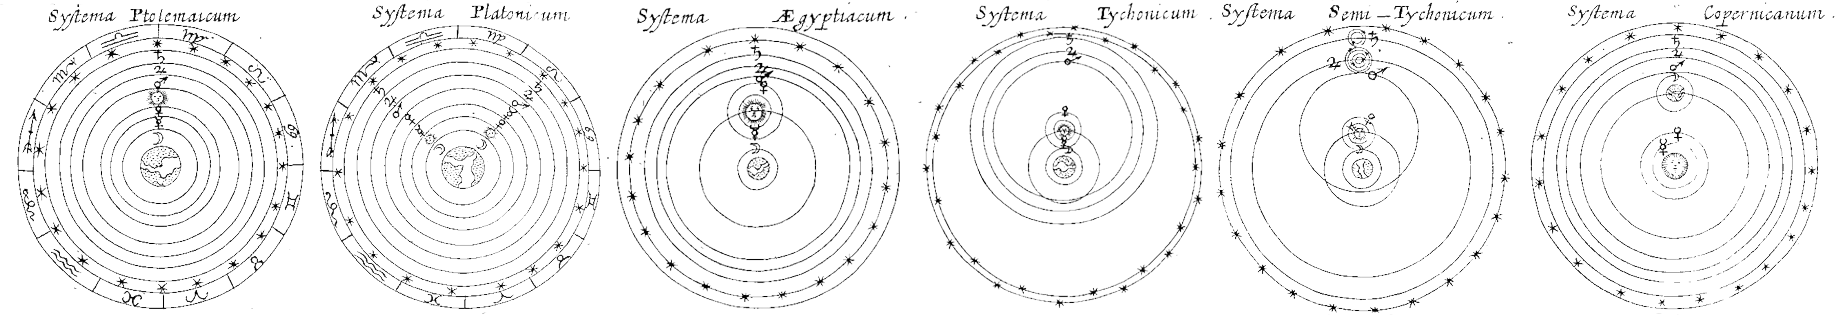 Systema Ptolemaicum
Systema Platonicum
Systema Ægyptiacum.
Systema Tychonicum.
Systema Semi-Tychonicum.
Systema Copernicanum.